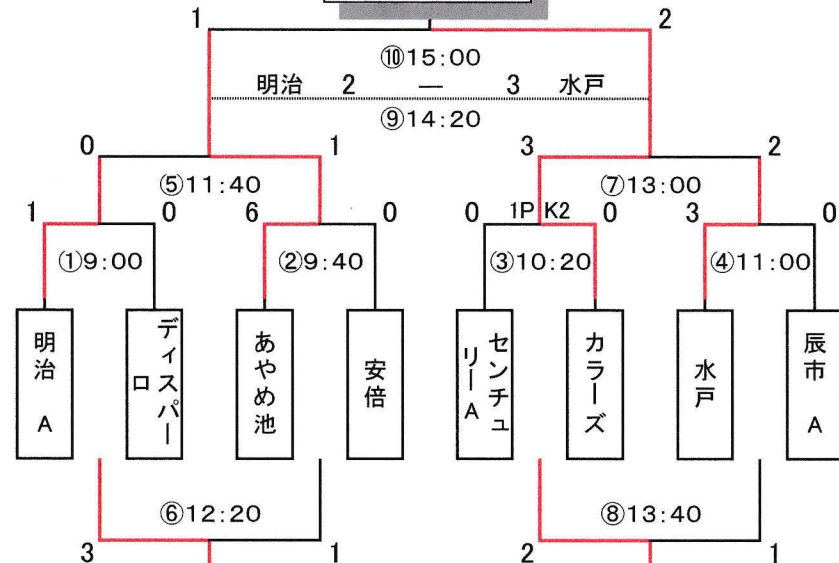 1 2
⑩15:00
明治 2 ― 3 水戸
⑨14:20
0 1 3 2
⑤11:40 ⑦13:00
1 0 6 0 0 1P K2 0 3 0
①9:00 ②9:40 ③10:20 ④11:00
明治 A
ディスパーロ
あやめ池
安倍
センチュリーA
カラーズ
水戸
辰市 A
⑥12:20 ⑧13:40
3 1 2 1